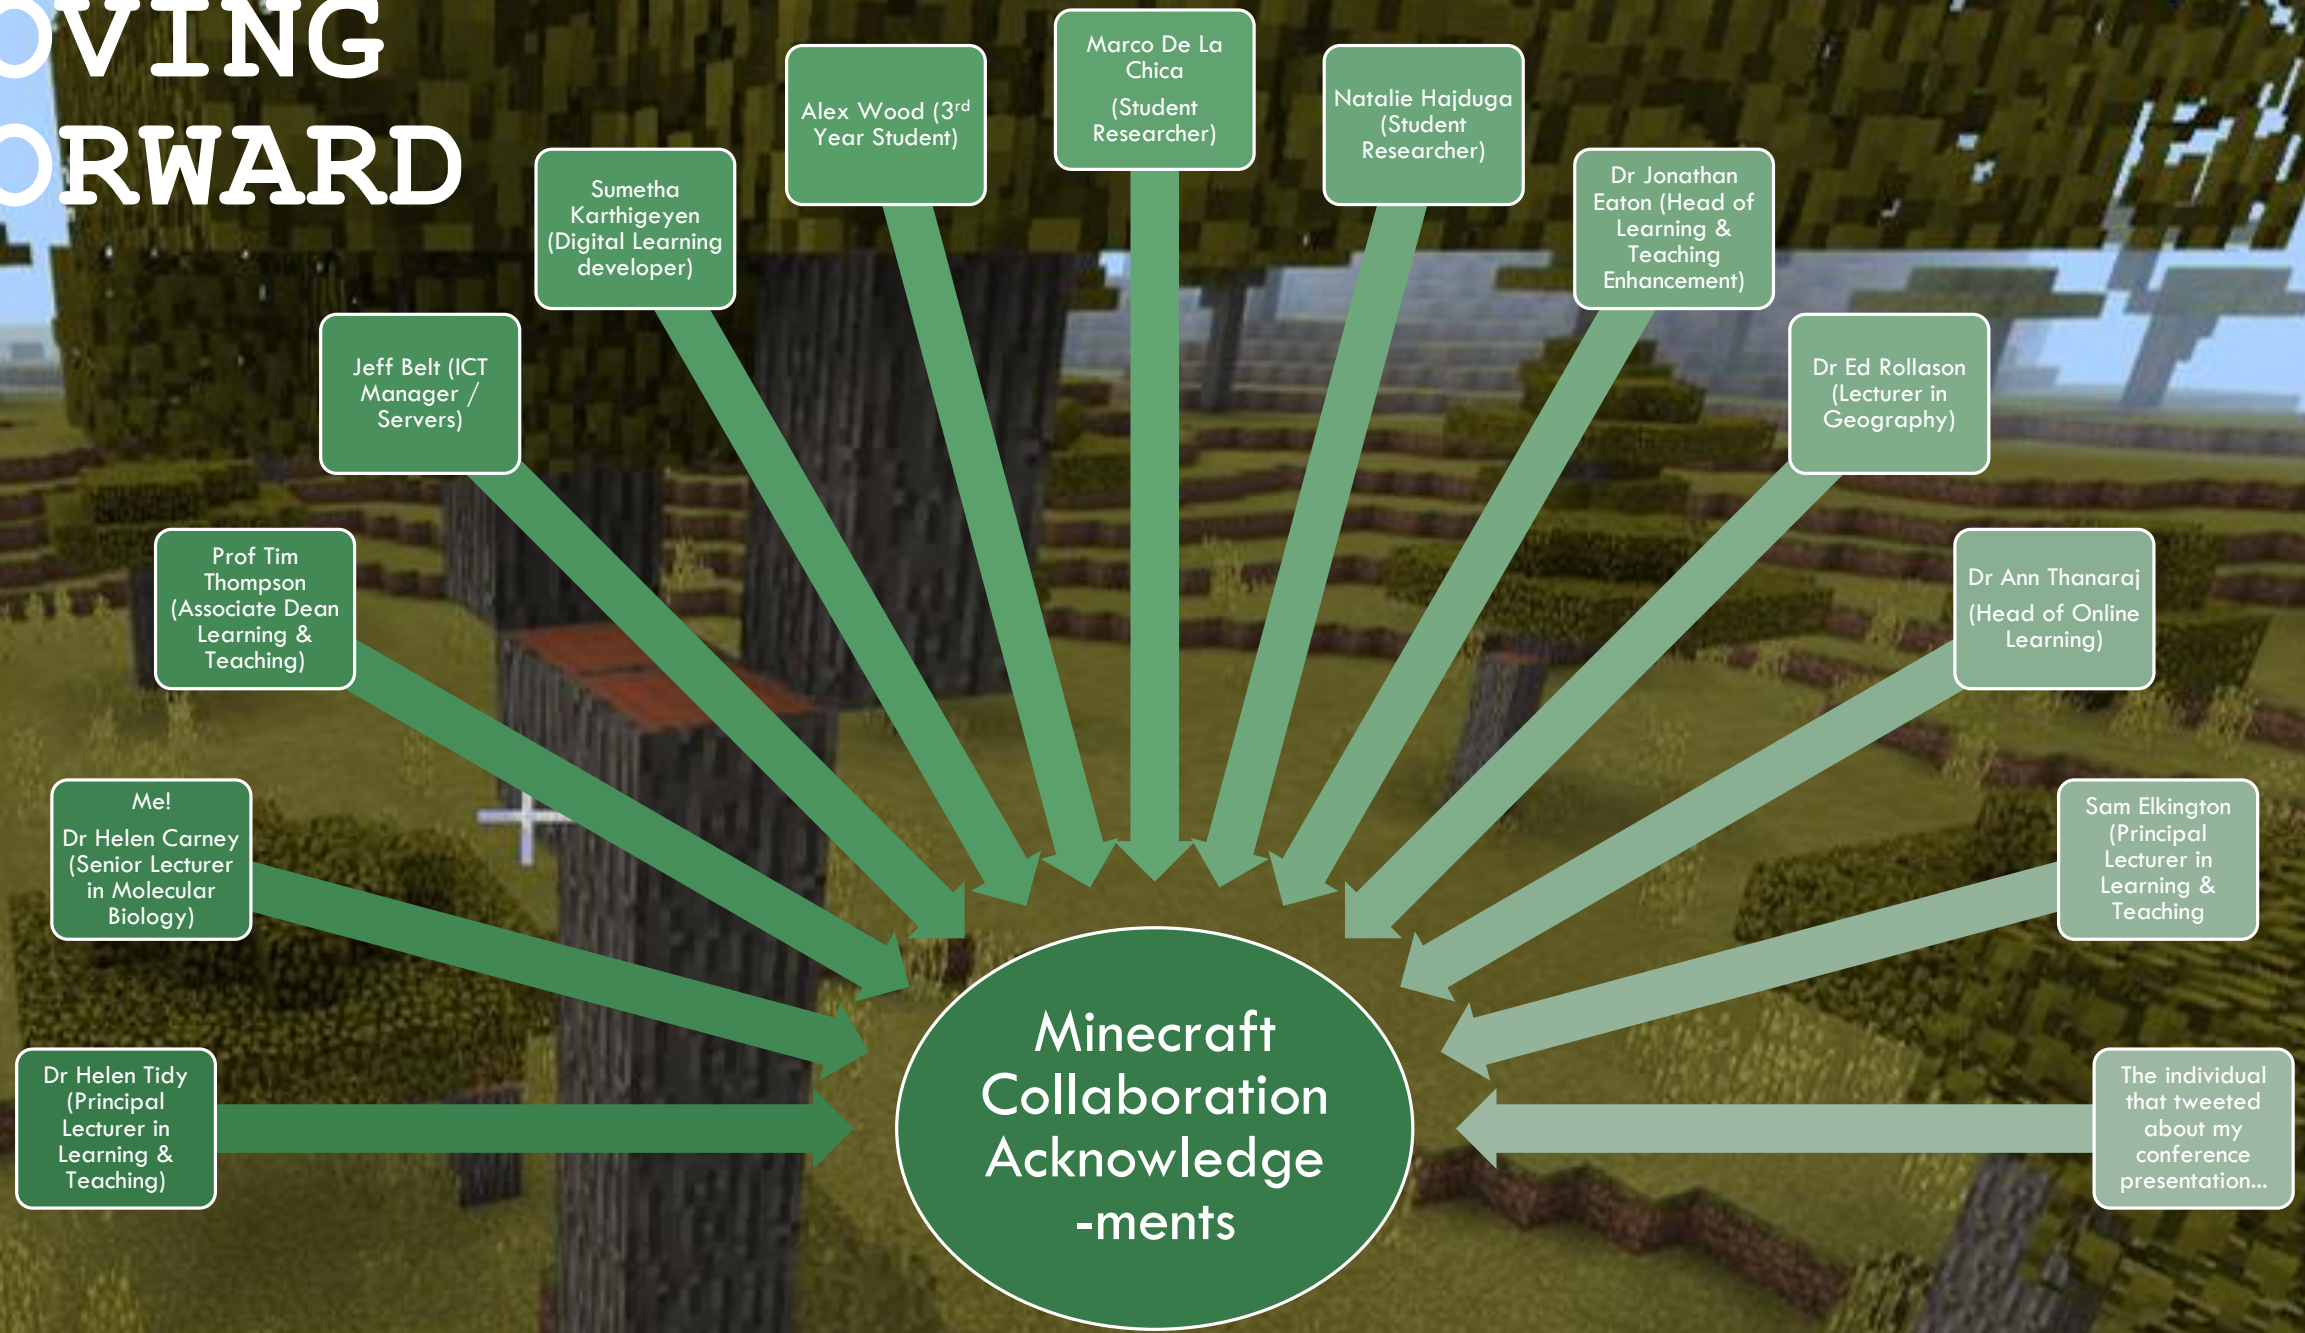 OVING
ORWARD
Marco De La
Chica
(Student
Researcher)
Alex Wood (3rd
Year Student)
Natalie Hajduga
(Student
Researcher)
Sumetha
Karthigeyen
(Digital Learning
developer)
Dr Jonathan
Eaton (Head of
Learning &
Teaching
Enhancement)
Jeff Belt (ICT
Manager /
Servers)
Dr Ed Rollason
(Lecturer in
Geography)
Prof Tim
Thompson
(Associate Dean
Learning &
Teaching)
Dr Ann Thanaraj
(Head of Online
Learning)
Me!
Dr Helen Carney
(Senior Lecturer
in Molecular
Biology)
Sam Elkington
(Principal
Lecturer in
Learning &
Teaching
Dr Helen Tidy
(Principal
Lecturer in
Learning &
Teaching)
The individual
that tweeted
about my
conference
presentation...
Minecraft
Collaboration
Acknowledge
-ments